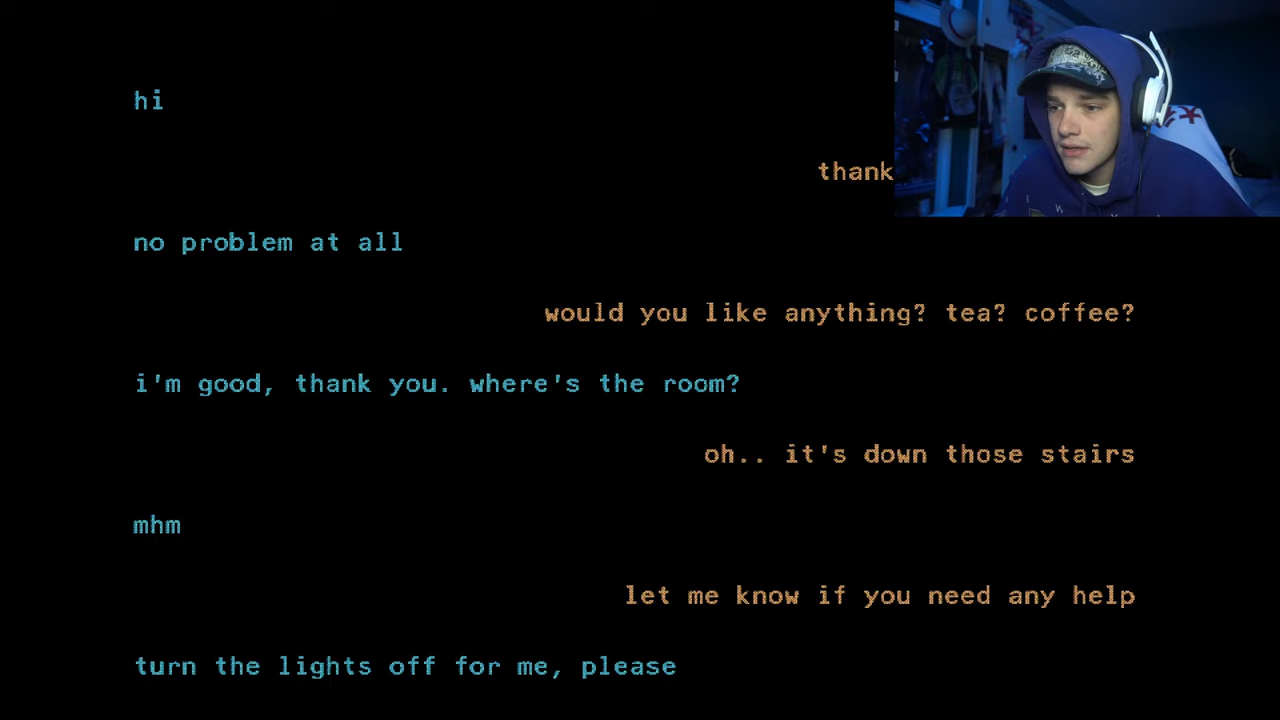 hi
thank
no problem at all
would you like anything? tea? coffee?
i'm good, thank you. where's the room?
oh.. it's down those stairs
mhm
let me know if you need any help
turn the lights off for me, please